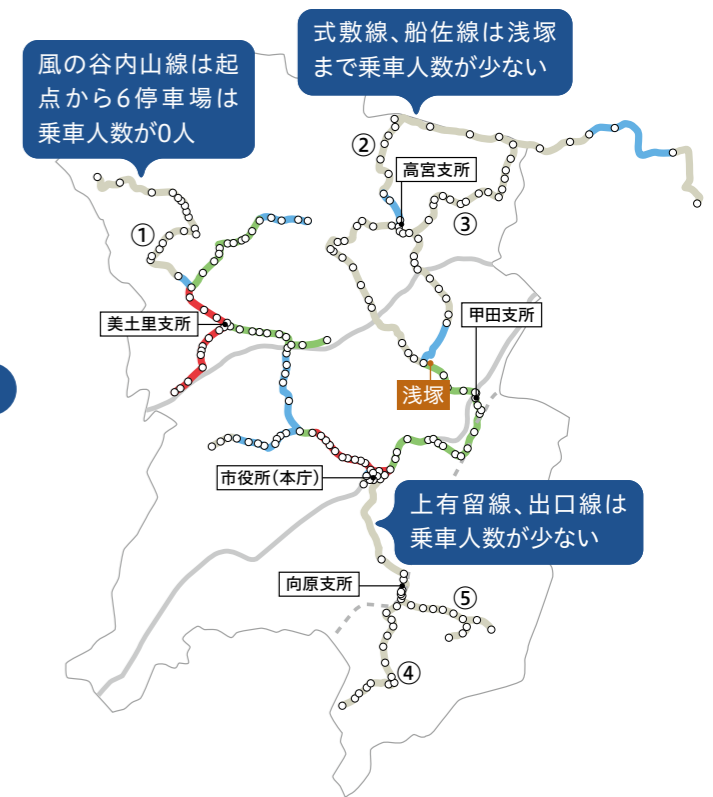 式敷線、船佐線は浅塚
まで乗車人数が少ない
風の谷内山線は起
点から6停車場は
乗車人数が0人
②
高宮支所
①
③
美土里支所
甲田支所
浅塚
市役所(本庁)
上有留線、出口線は
乗車人数が少ない
向原支所
⑤
④